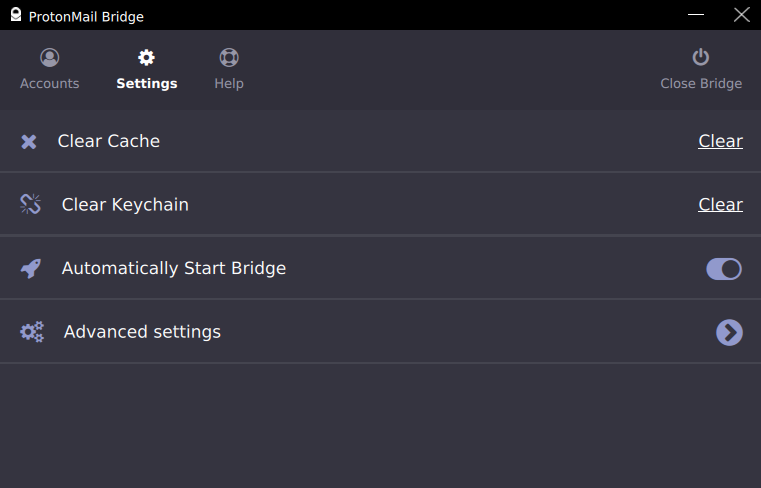 ProtonMail Bridge
Accounts
Settings
Help
Close Bridge
Clear Cache
Clear
Clear Keychain
Clear
Automatically Start Bridge
Advanced settings